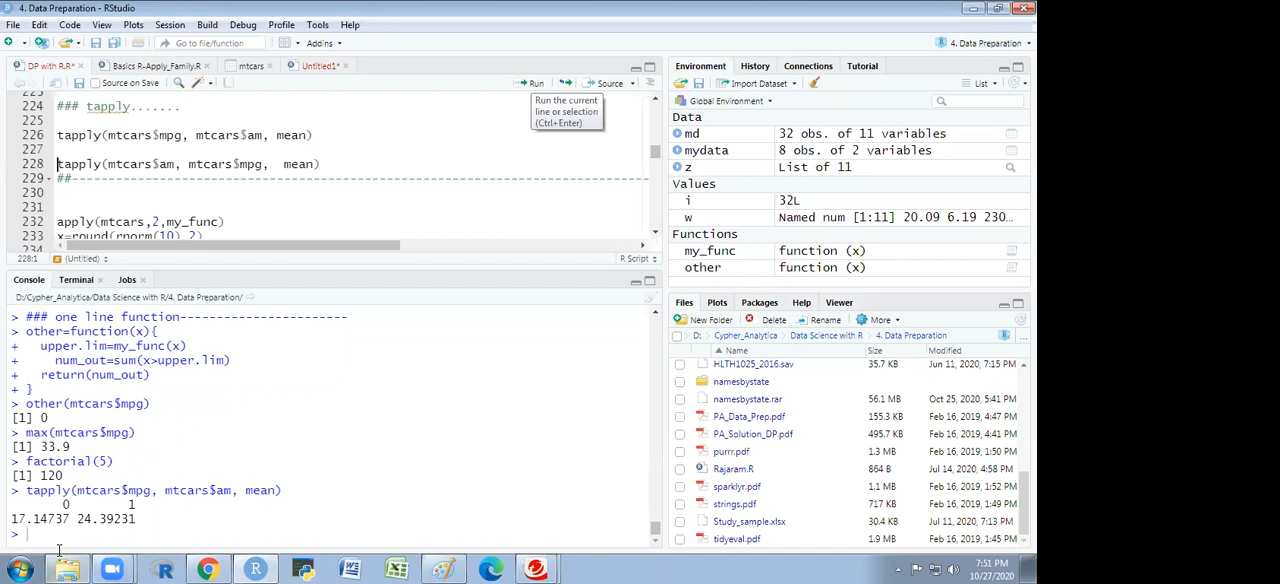 4. Data Preparation - RStudio
File Edit Code View Plots Session Build Debug Profile Tools Help
Go to file/function Addins 4. Data Preparation
DP with R.R* Basics R-Apply_Family.R mtcars Untitled1*
Source on Save Run Source
Run the current
line or selection
(Ctrl+Enter)
223
224 ### tapply.......
225
226 tapply(mtcars$mpg, mtcars$am, mean)
227
228 tapply(mtcars$am, mtcars$mpg,  mean)
229 ##-----------------------------------------------------------------------
230
231
232 apply(mtcars,2,my_func)
233 x=round(rnorm(10),2)
234
228:1 (Untitled) R Script
Console Terminal Jobs
D:/Cypher_Analytica/Data Science with R/4. Data Preparation/
> ### one line function-----------------------
> other=function(x){
+   upper.lim=my_func(x)
+     num_out=sum(x>upper.lim)
+   return(num_out)
+ }
> other(mtcars$mpg)
[1] 0
> max(mtcars$mpg)
[1] 33.9
> factorial(5)
[1] 120
> tapply(mtcars$mpg, mtcars$am, mean)
0 1
17.14737 24.39231
>
Environment History Connections Tutorial
Import Dataset List
Global Environment
Data
md 32 obs. of 11 variables
mydata 8 obs. of 2 variables
z List of 11
Values
i 32L
w Named num [1:11] 20.09 6.19 230…
Functions
my_func function (x)
other function (x)
Files Plots Packages Help Viewer
New Folder Delete Rename More
D: Cypher_Analytica Data Science with R 4. Data Preparation
Name Size Modified
HLTH1025_2016.sav 35.7 KB Jun 11, 2020, 7:15 PM
namesbystate
namesbystate.rar 56.1 MB Oct 25, 2020, 5:41 PM
PA_Data_Prep.pdf 155.3 KB Feb 16, 2019, 4:47 PM
PA_Solution_DP.pdf 495.7 KB Feb 16, 2019, 4:47 PM
purrr.pdf 1.3 MB Feb 16, 2019, 4:41 PM
Rajaram.R 864 B Jul 14, 2020, 4:58 PM
sparklyr.pdf 1.2 MB Feb 16, 2019, 4:41 PM
strings.pdf 717 KB Feb 16, 2019, 4:41 PM
Study_sample.xlsx 30.4 KB Jul 11, 2020, 7:13 PM
tidyeval.pdf 1.9 MB Feb 16, 2019, 4:41 PM
7:51 PM
10/27/2020